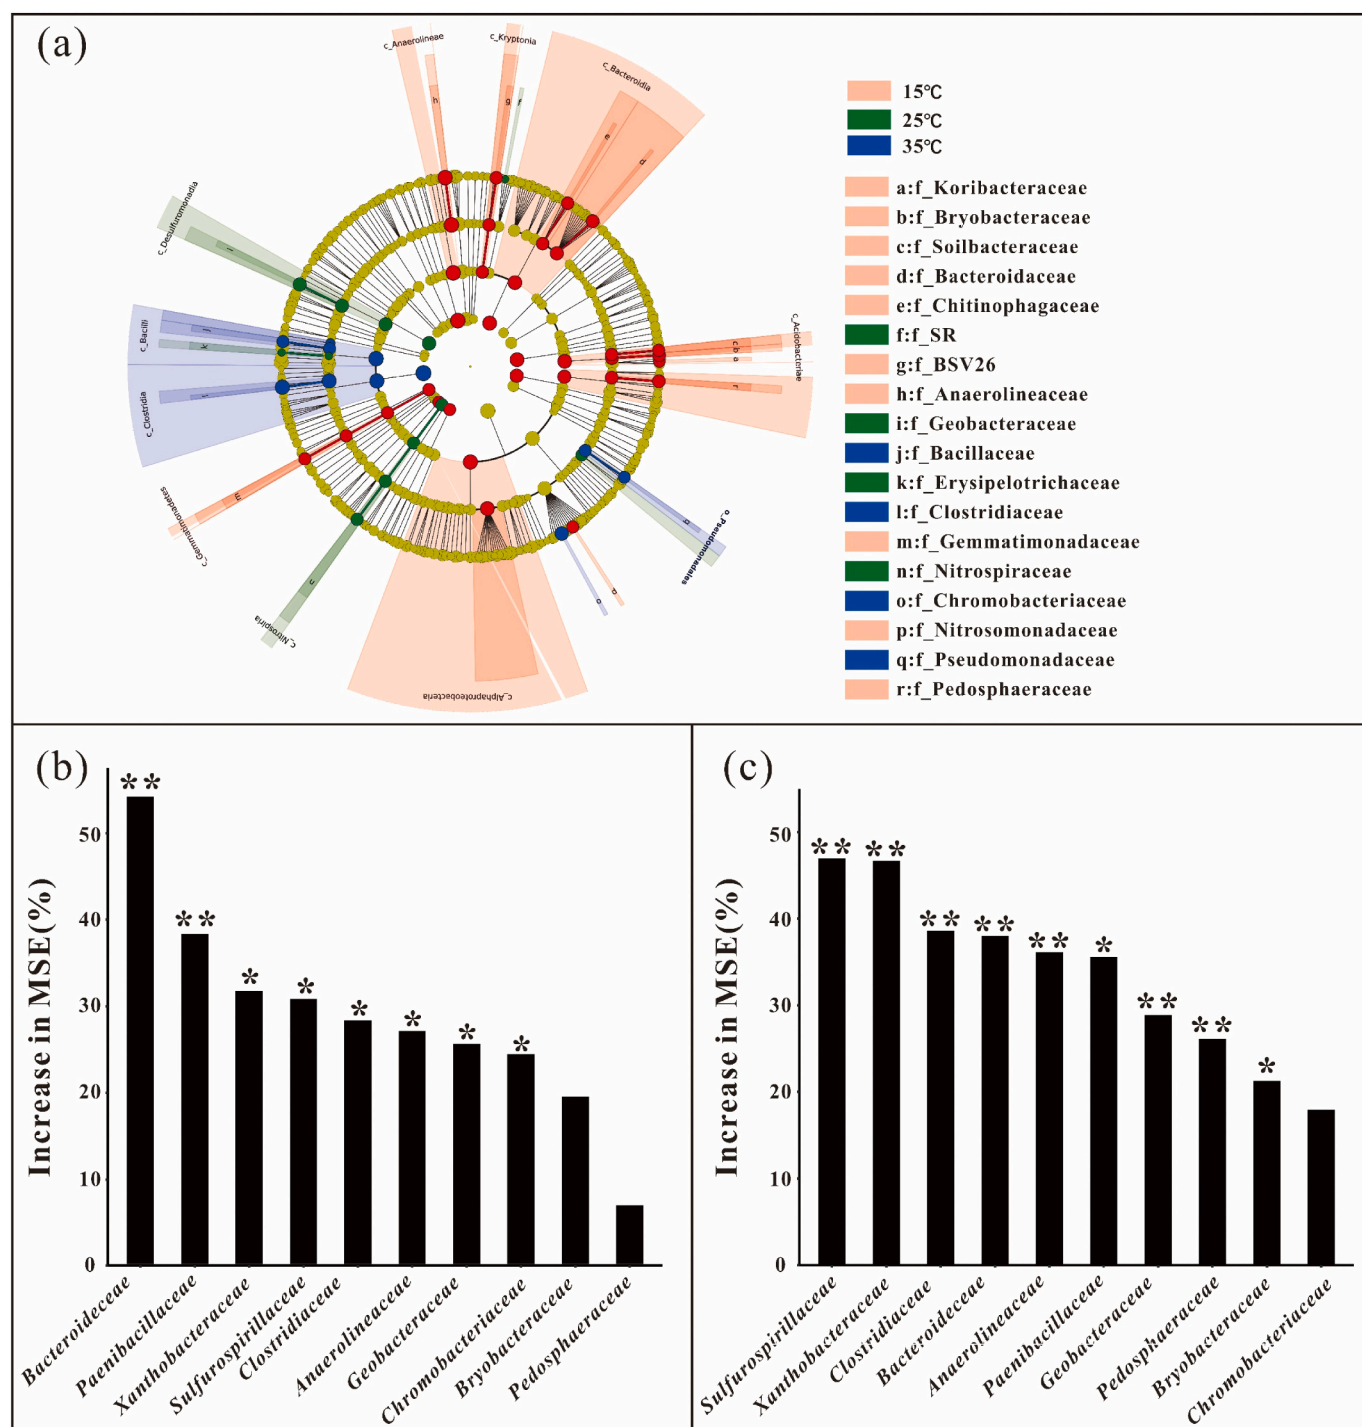 (a)
c_Anaerolineae
c_Kryptonia
c_Bacteroidia
h
g
f
e
d
c_Desulfuromonadia
i
c_Bacilli
j
k
c_Clostridia
l
c_Acidobacteriae
c
b
a
r
c_Gemmatimonadetes
m
c_Nitrospiria
n
c_Alphaproteobacteria
o
p
q
o_Pseudomonadales
15℃
25℃
35℃
a:f_Koribacteraceae
b:f_Bryobacteraceae
c:f_Soilbacteraceae
d:f_Bacteroidaceae
e:f_Chitinophagaceae
f:f_SR
g:f_BSV26
h:f_Anaerolineaceae
i:f_Geobacteraceae
j:f_Bacillaceae
k:f_Erysipelotrichaceae
l:f_Clostridiaceae
m:f_Gemmatimonadaceae
n:f_Nitrospiraceae
o:f_Chromobacteriaceae
p:f_Nitrosomonadaceae
q:f_Pseudomonadaceae
r:f_Pedosphaeraceae
(b)
Increase in MSE(%)
50
40
30
20
10
0
**
**
*
*
*
*
*
*
Bacteroideceae
Paenibacillaceae
Xanthobacteraceae
Sulfurospirillaceae
Clostridiaceae
Anaerolineaceae
Geobacteraceae
Chromobacteriaceae
Bryobacteraceae
Pedosphaeraceae
(c)
Increase in MSE(%)
50
40
30
20
10
0
**
**
**
**
**
*
**
**
*
Sulfurospirillaceae
Xanthobacteraceae
Clostridiaceae
Bacteroideceae
Anaerolineaceae
Paenibacillaceae
Geobacteraceae
Pedosphaeraceae
Bryobacteraceae
Chromobacteriaceae